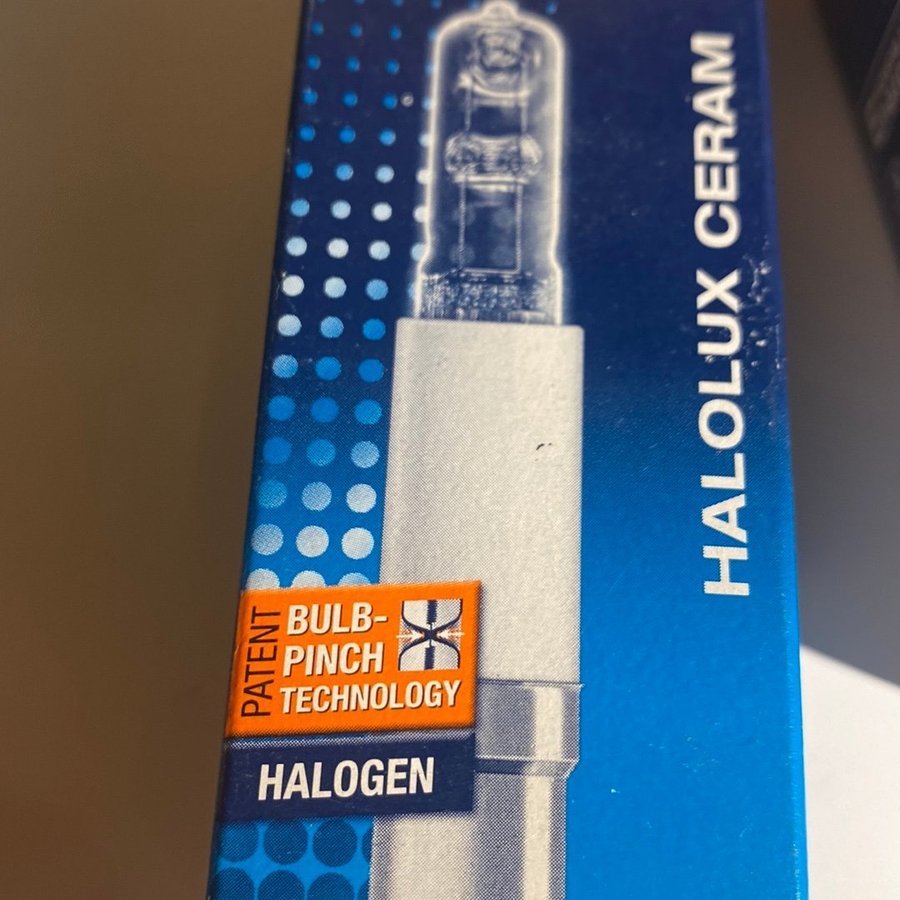 HALOLUX CERAM
PATENT
BULB-
PINCH
TECHNOLOGY
HALOGEN